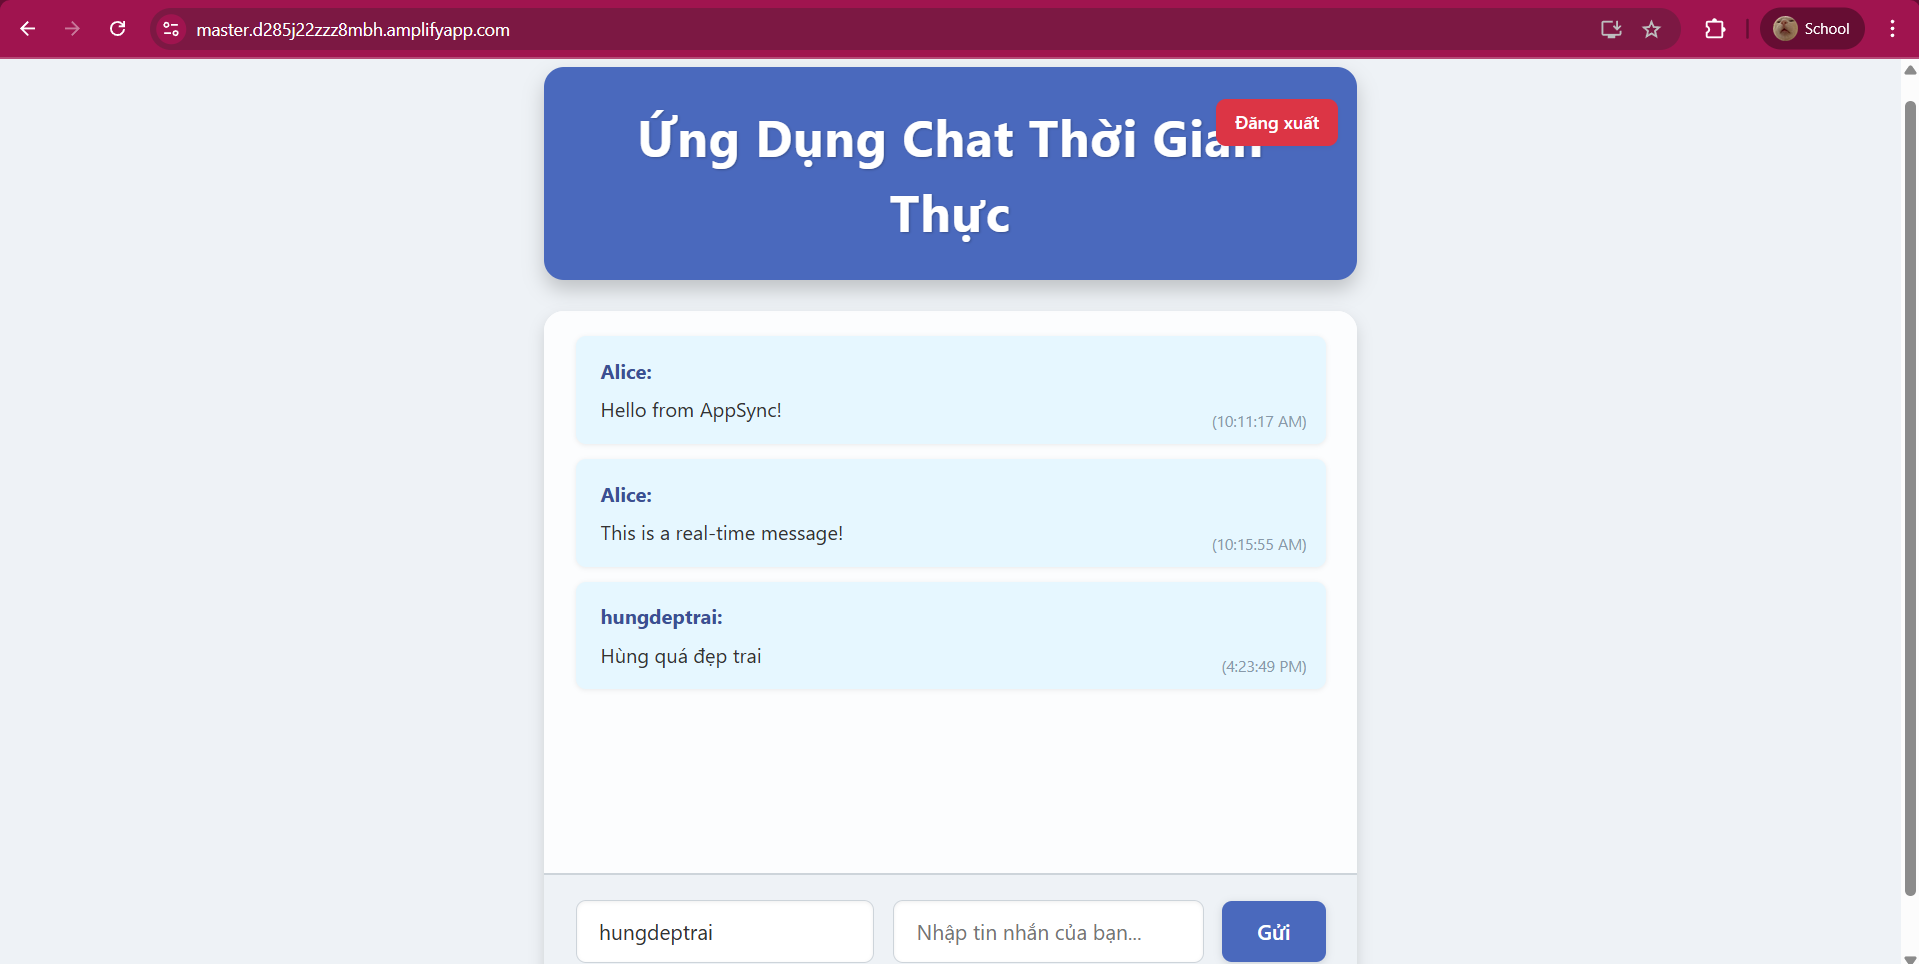 master.d285j22zzz8mbh.amplifyapp.com
School
Ứng Dụng Chat Thời Gian
Thực
Đăng xuất
Alice:
Hello from AppSync!
(10:11:17 AM)
Alice:
This is a real-time message!
(10:15:55 AM)
hungdeptrai:
Hùng quá đẹp trai
(4:23:49 PM)
hungdeptrai
Nhập tin nhắn của bạn...
Gửi